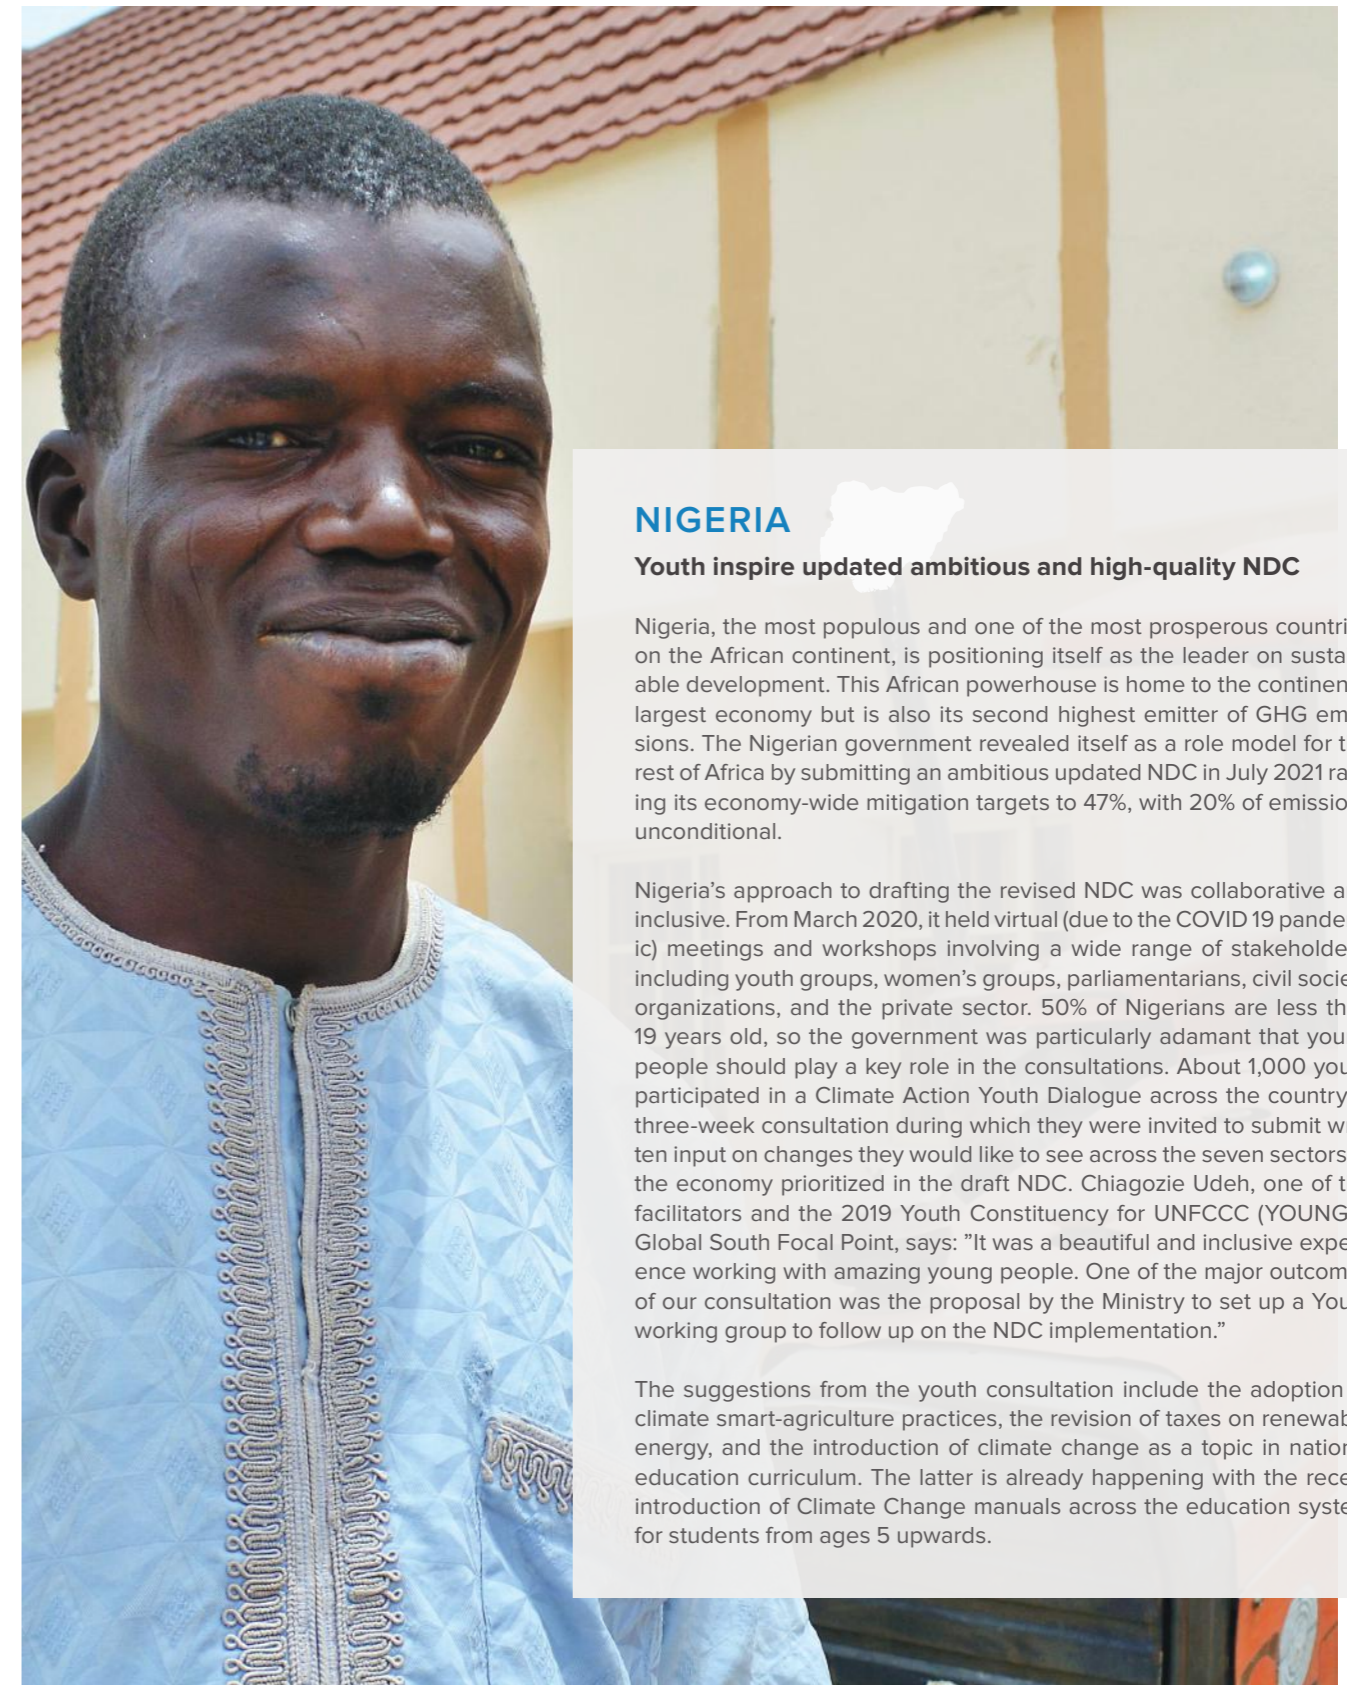 NIGERIA
Youth inspire updated ambitious and high-quality NDC
Nigeria, the most populous and one of the most prosperous countri
on the African continent, is positioning itself as the leader on susta
able development. This African powerhouse is home to the continen
largest economy but is also its second highest emitter of GHG em
sions. The Nigerian government revealed itself as a role model for t
rest of Africa by submitting an ambitious updated NDC in July 2021 ra
ing its economy-wide mitigation targets to 47%, with 20% of emissio
unconditional.
Nigeria's approach to drafting the revised NDC was collaborative a
inclusive. From March 2020, it held virtual (due to the COVID 19 pande
ic) meetings and workshops involving a wide range of stakeholde
including youth groups, women's groups, parliamentarians, civil socie
organizations, and the private sector. 50% of Nigerians are less th
19 years old, so the government was particularly adamant that you
people should play a key role in the consultations. About 1,000 you
participated in a Climate Action Youth Dialogue across the country
three-week consultation during which they were invited to submit w
ten input on changes they would like to see across the seven sectors
the economy prioritized in the draft NDC. Chiagozie Udeh, one of t
facilitators and the 2019 Youth Constituency for UNFCCC (YOUNG
Global South Focal Point, says: ”It was a beautiful and inclusive expe
ence working with amazing young people. One of the major outcom
of our consultation was the proposal by the Ministry to set up a You
working group to follow up on the NDC implementation.”
The suggestions from the youth consultation include the adoption
climate smart-agriculture practices, the revision of taxes on renewab
energy, and the introduction of climate change as a topic in nation
education curriculum. The latter is already happening with the rece
introduction of Climate Change manuals across the education syste
for students from ages 5 upwards.